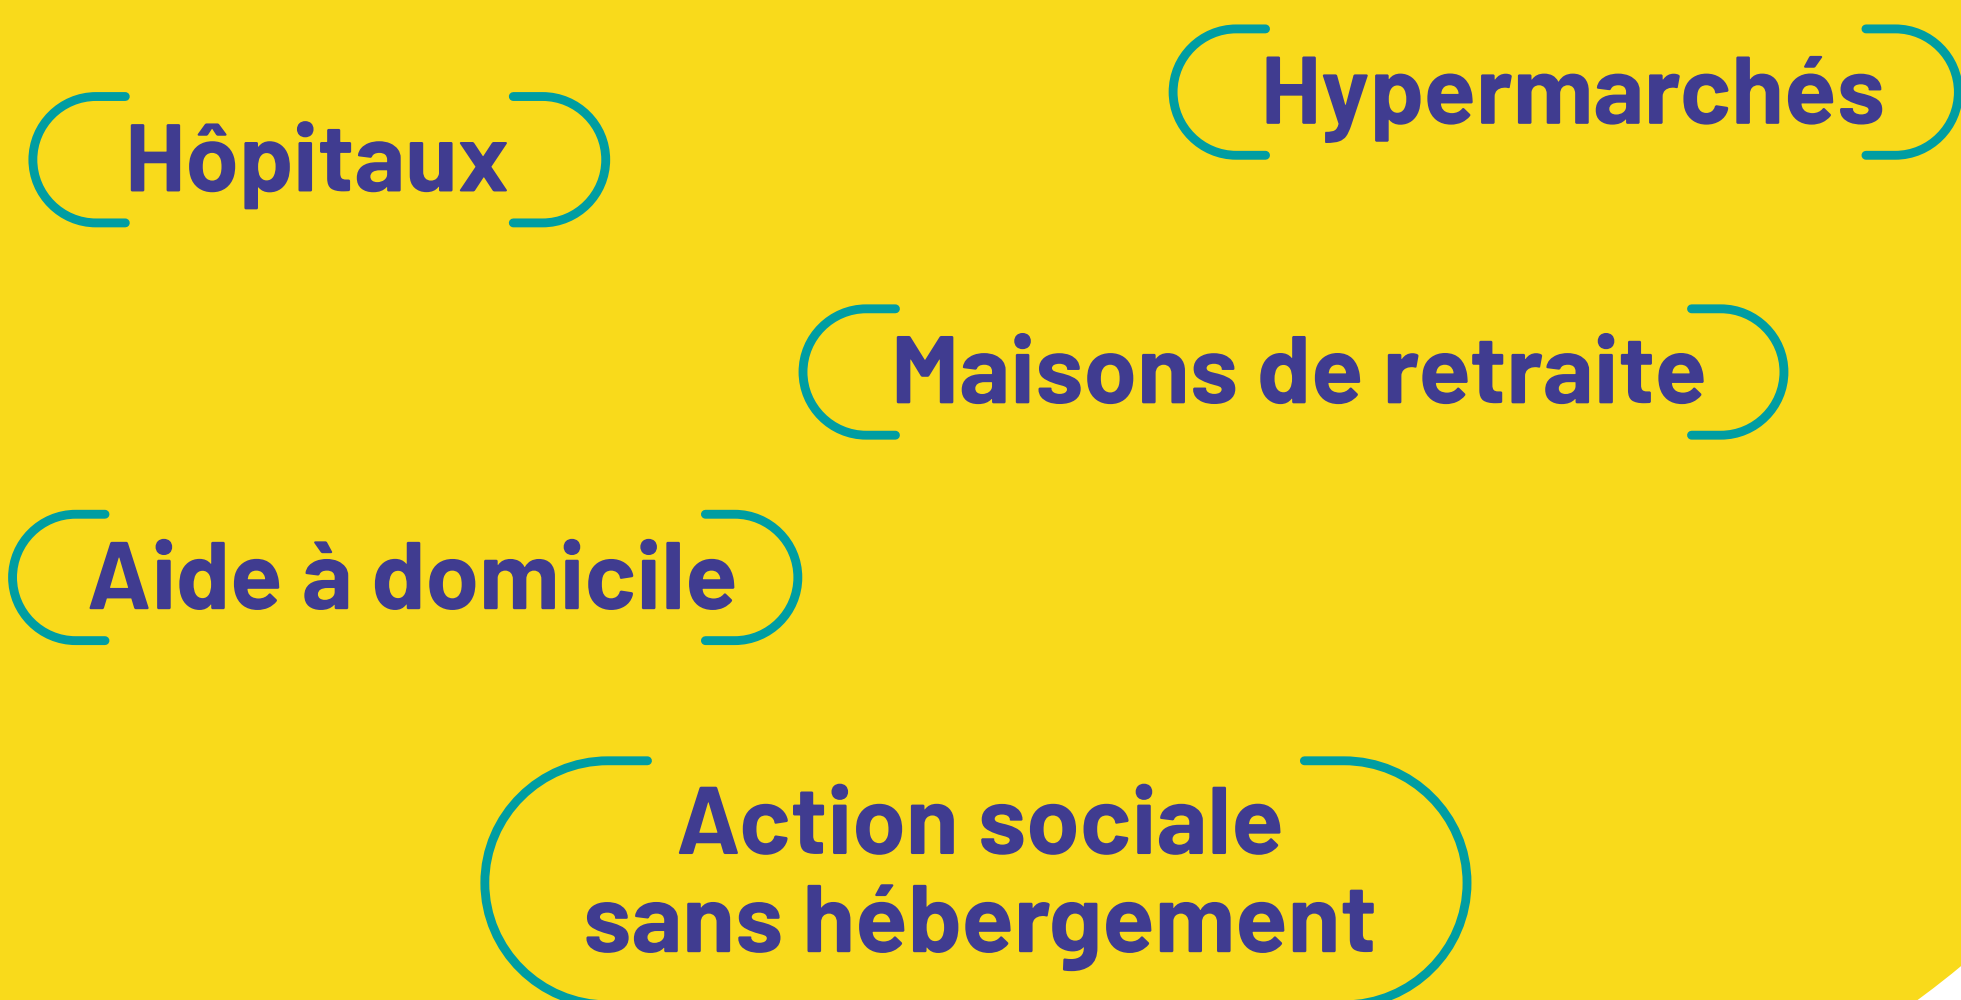 Hypermarchés
Hôpitaux
Maisons de retraite
Aide à domicile
Action sociale
sans hébergement